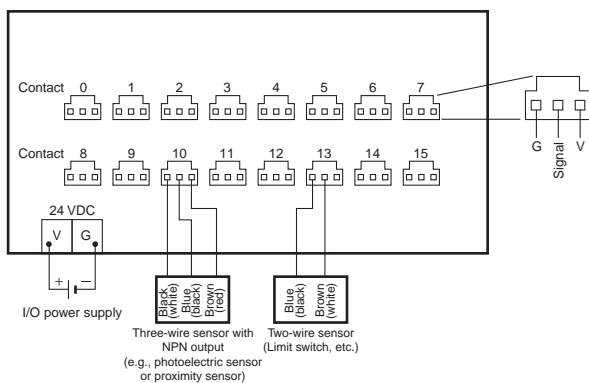 Contact 0 1 2 3 4 5 6 7
G Signal V
Contact 8 9 10 11 12 13 14 15
24 VDC
V G
+ −
I/O power supply
Black (white)
Blue (black)
Brown (red)
Blue (black)
Brown (white)
Three-wire sensor with
NPN output
(e.g., photoelectric sensor
or proximity sensor)
Two-wire sensor
(Limit switch, etc.)